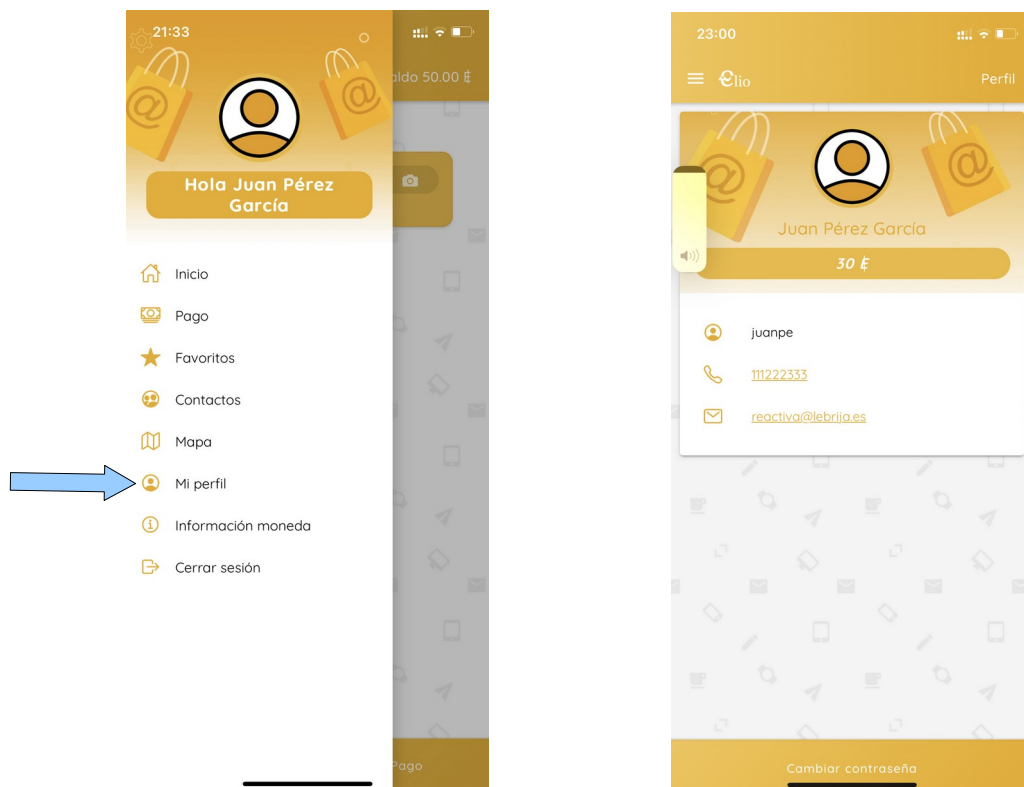 21:33
aldo 50.00 ₤
@
@
Hola Juan Pérez
García
Inicio
Pago
Favoritos
Contactos
Mapa
Mi perfil
Información moneda
Cerrar sesión
Pago
23:00
Elio
Perfil
@
@
Juan Pérez García
30 ₤
juanpe
111222333
reactiva@lebrija.es
Cambiar contraseña